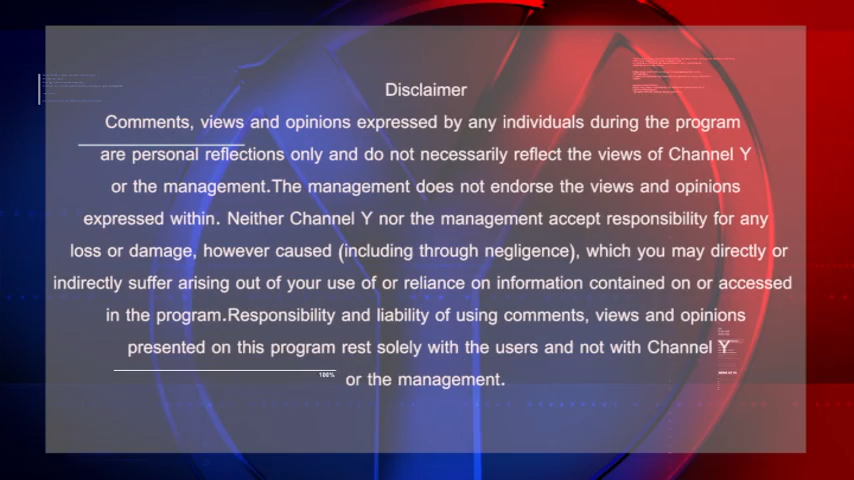 Disclaimer
Comments, views and opinions expressed by any individuals during the program
are personal reflections only and do not necessarily reflect the views of Channel Y
or the management.The management does not endorse the views and opinions
expressed within. Neither Channel Y nor the management accept responsibility for any
loss or damage, however caused (including through negligence), which you may directly or
indirectly suffer arising out of your use of or reliance on information contained on or accessed
in the program.Responsibility and liability of using comments, views and opinions
presented on this program rest solely with the users and not with Channel Y
100%
or the management.